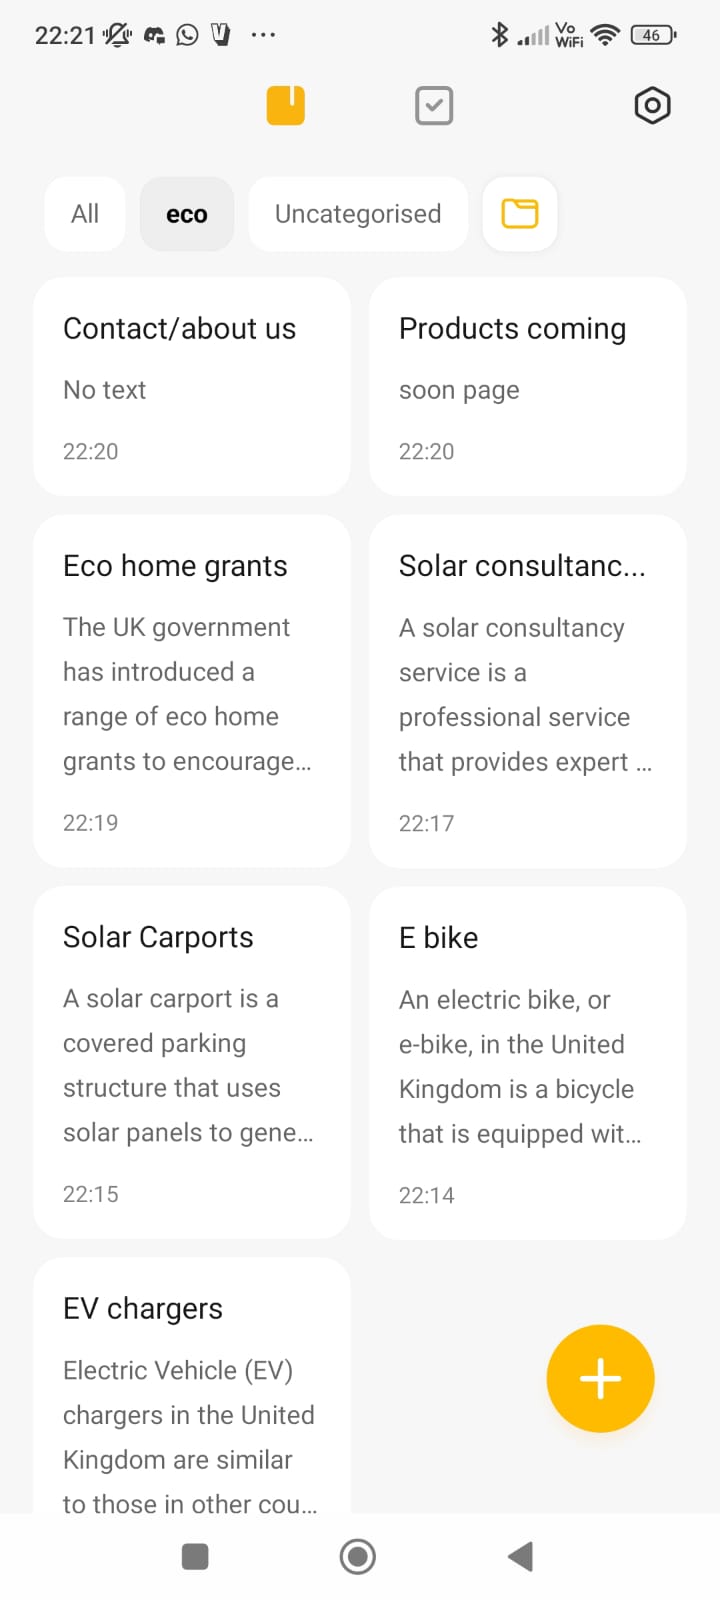 22:21
Vo
WiFi
46
All
eco
Uncategorised
Contact/about us
No text
22:20
Products coming
soon page
22:20
Eco home grants
The UK government
has introduced a
range of eco home
grants to encourage...
22:19
Solar consultanc...
A solar consultancy
service is a
professional service
that provides expert ...
22:17
Solar Carports
A solar carport is a
covered parking
structure that uses
solar panels to gene...
22:15
E bike
An electric bike, or
e-bike, in the United
Kingdom is a bicycle
that is equipped wit...
22:14
EV chargers
Electric Vehicle (EV)
chargers in the United
Kingdom are similar
to those in other cou...